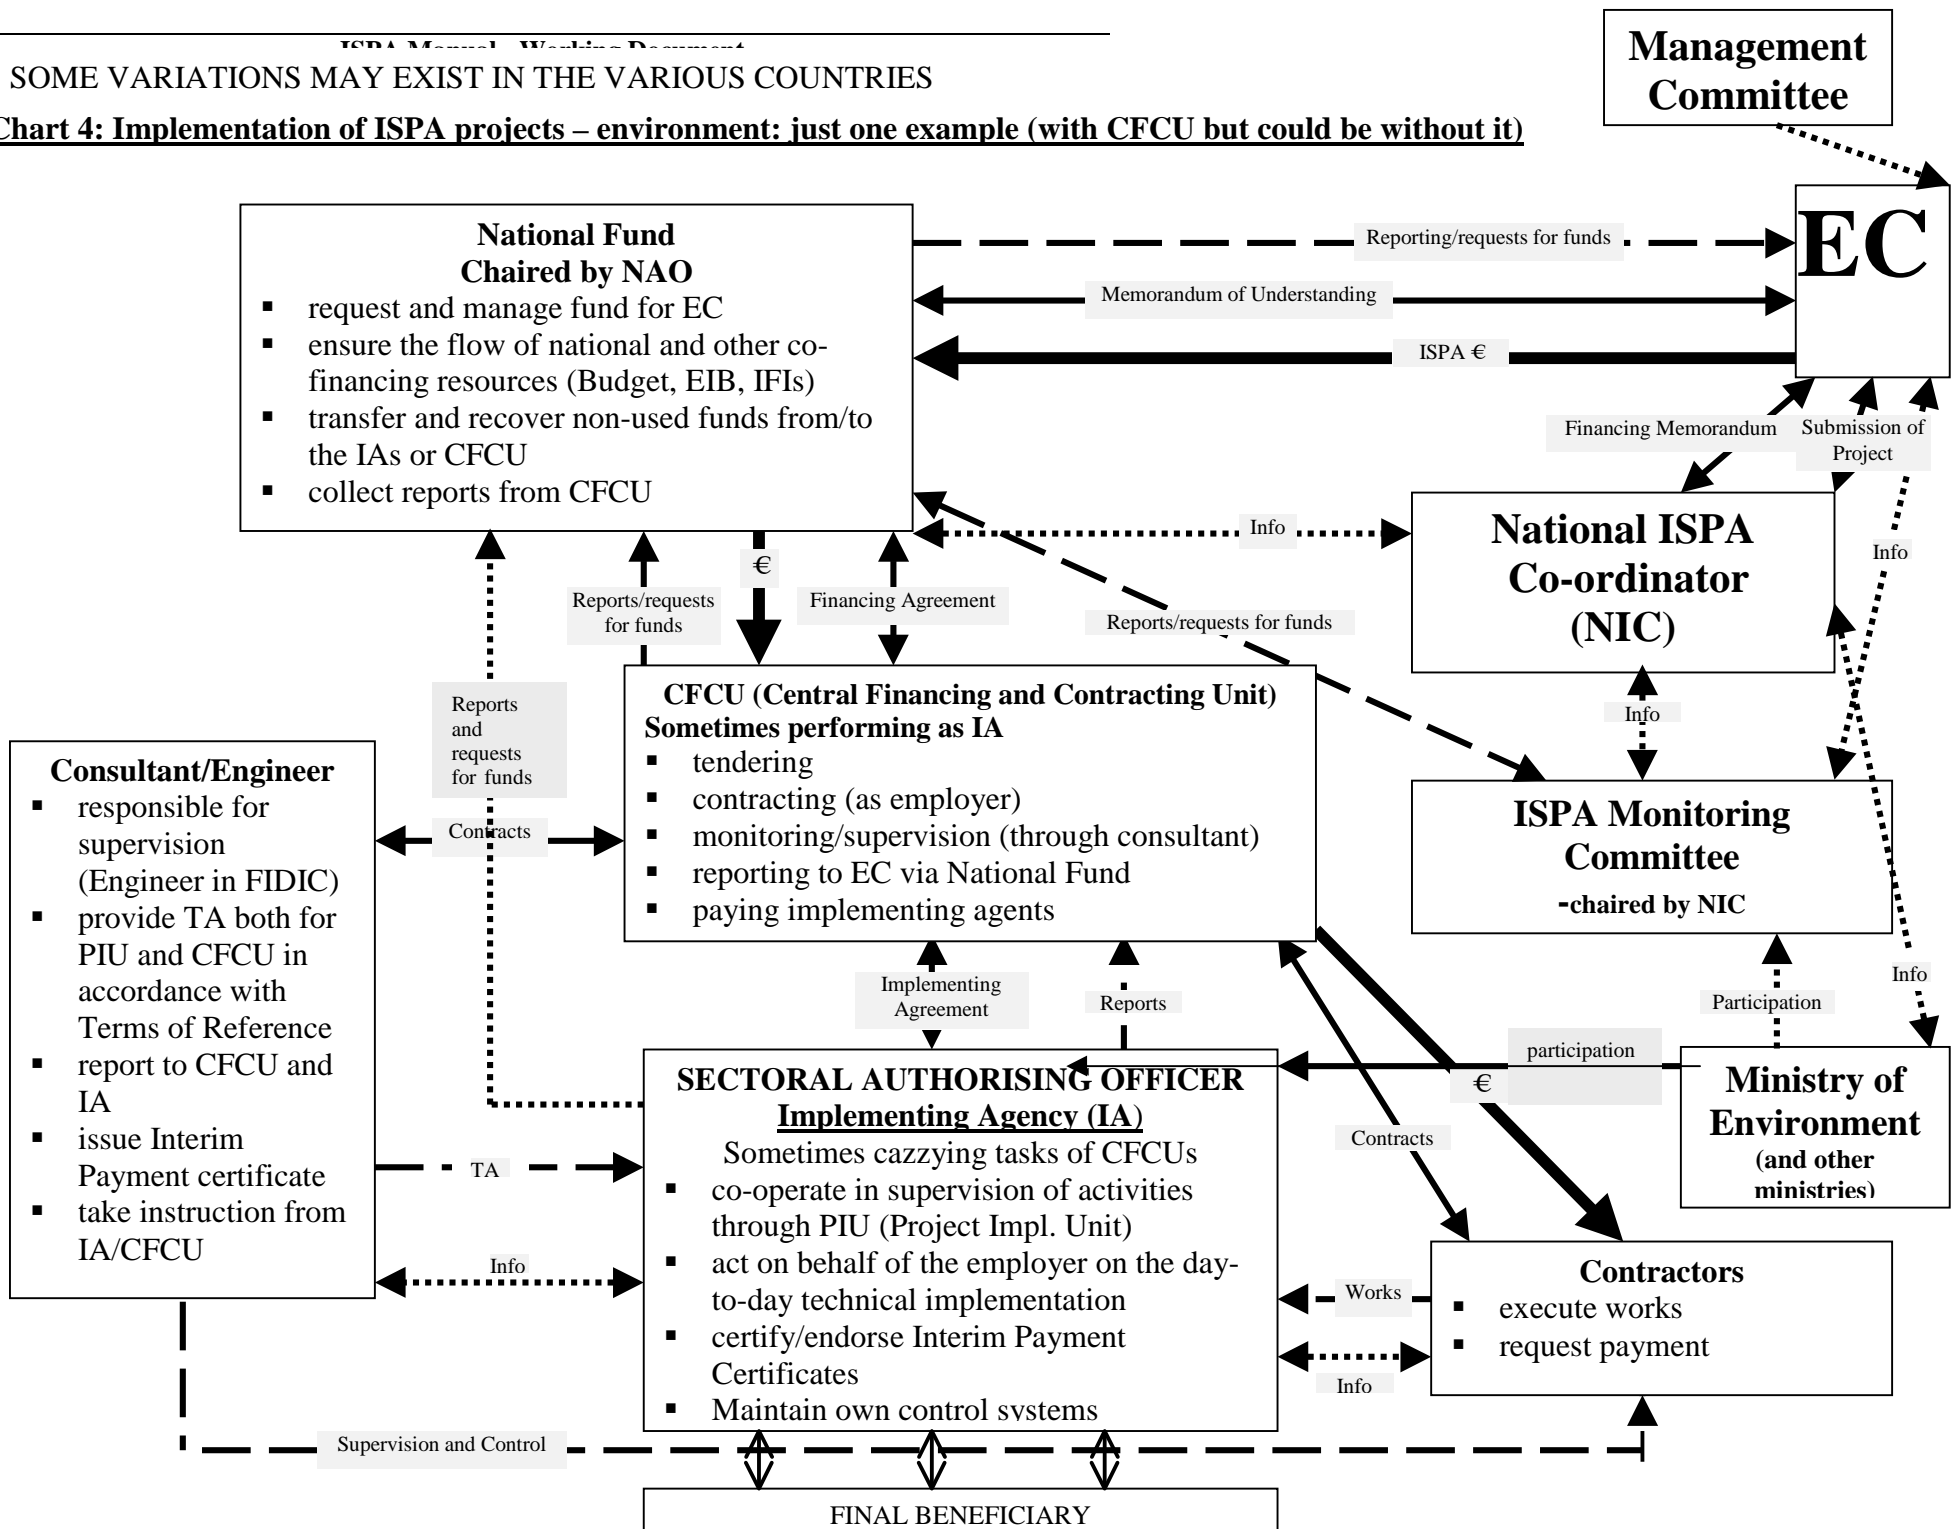 ISPA Manual - Working Document
SOME VARIATIONS MAY EXIST IN THE VARIOUS COUNTRIES
Chart 4: Implementation of ISPA projects – environment: just one example (with CFCU but could be without it)
Management
Committee
EC
National Fund
Chaired by NAO
▪ request and manage fund for EC
▪ ensure the flow of national and other co-
financing resources (Budget, EIB, IFIs)
▪ transfer and recover non-used funds from/to
the IAs or CFCU
▪ collect reports from CFCU
Reporting/requests for funds
Memorandum of Understanding
ISPA €
Financing Memorandum
Submission of
Project
Info
National ISPA
Co-ordinator
(NIC)
Info
Reports/requests
for funds
€
Financing Agreement
Reports/requests for funds
Info
Reports
and
requests
for funds
CFCU (Central Financing and Contracting Unit)
Sometimes performing as IA
▪ tendering
▪ contracting (as employer)
▪ monitoring/supervision (through consultant)
▪ reporting to EC via National Fund
▪ paying implementing agents
ISPA Monitoring
Committee
-chaired by NIC
Consultant/Engineer
▪ responsible for
supervision
(Engineer in FIDIC)
▪ provide TA both for
PIU and CFCU in
accordance with
Terms of Reference
▪ report to CFCU and
IA
▪ issue Interim
Payment certificate
▪ take instruction from
IA/CFCU
Contracts
Implementing
Agreement
Reports
Participation
Info
participation
€
Contracts
Ministry of
Environment
(and other
ministries)
SECTORAL AUTHORISING OFFICER
Implementing Agency (IA)
Sometimes cazzying tasks of CFCUs
▪ co-operate in supervision of activities
through PIU (Project Impl. Unit)
▪ act on behalf of the employer on the day-
to-day technical implementation
▪ certify/endorse Interim Payment
Certificates
▪ Maintain own control systems
TA
Info
Works
Info
Contractors
▪ execute works
▪ request payment
Supervision and Control
FINAL BENEFICIARY